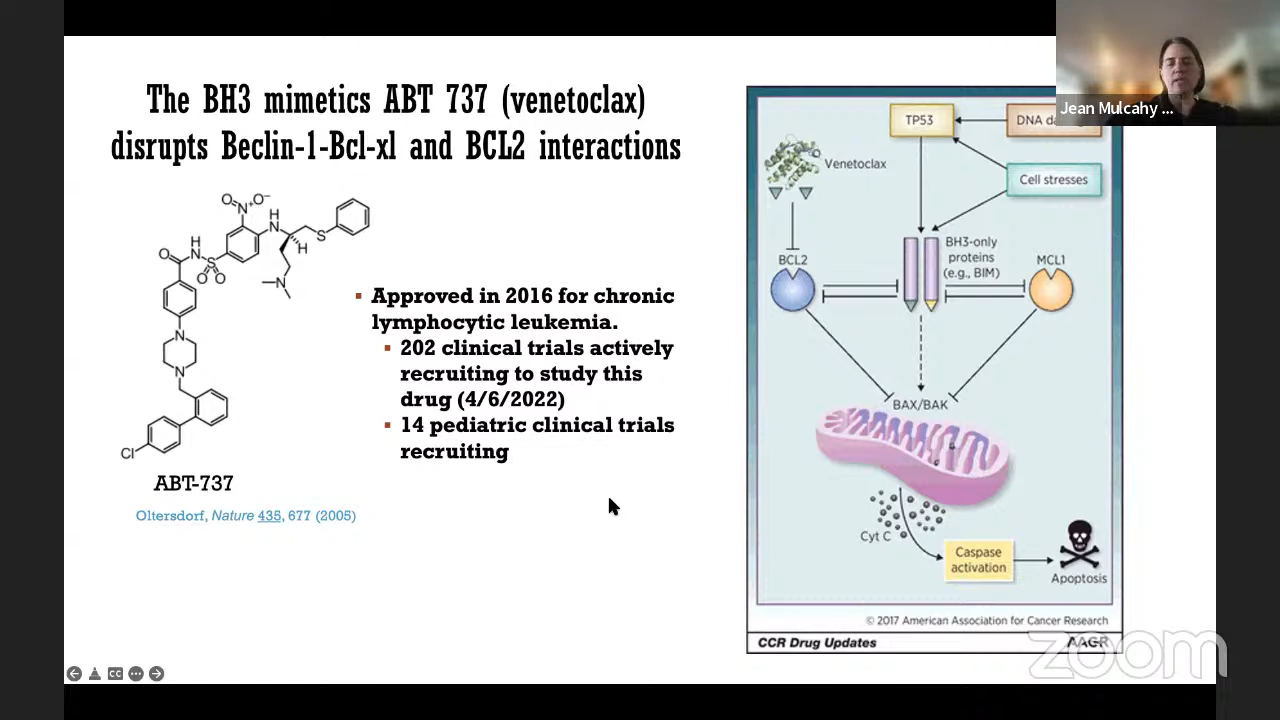 The BH3 mimetics ABT 737 (venetoclax)
disrupts Beclin-1-Bcl-xl and BCL2 interactions
O
N
+
O
−
H
N
S
H
O
H
N
S
O
O
N
N
N
Cl
ABT-737
Oltersdorf, Nature 435, 677 (2005)
▪ Approved in 2016 for chronic
lymphocytic leukemia.
▪ 202 clinical trials actively
recruiting to study this
drug (4/6/2022)
▪ 14 pediatric clinical trials
recruiting
Jean Mulcahy ...
TP53
DNA
Venetoclax
Cell stresses
BCL2
BH3-only
proteins
(e.g., BIM)
MCL1
BAX/BAK
Cyt C
Caspase
activation
Apoptosis
© 2017 American Association for Cancer Research
CCR Drug Updates
AACR
zoom
CC